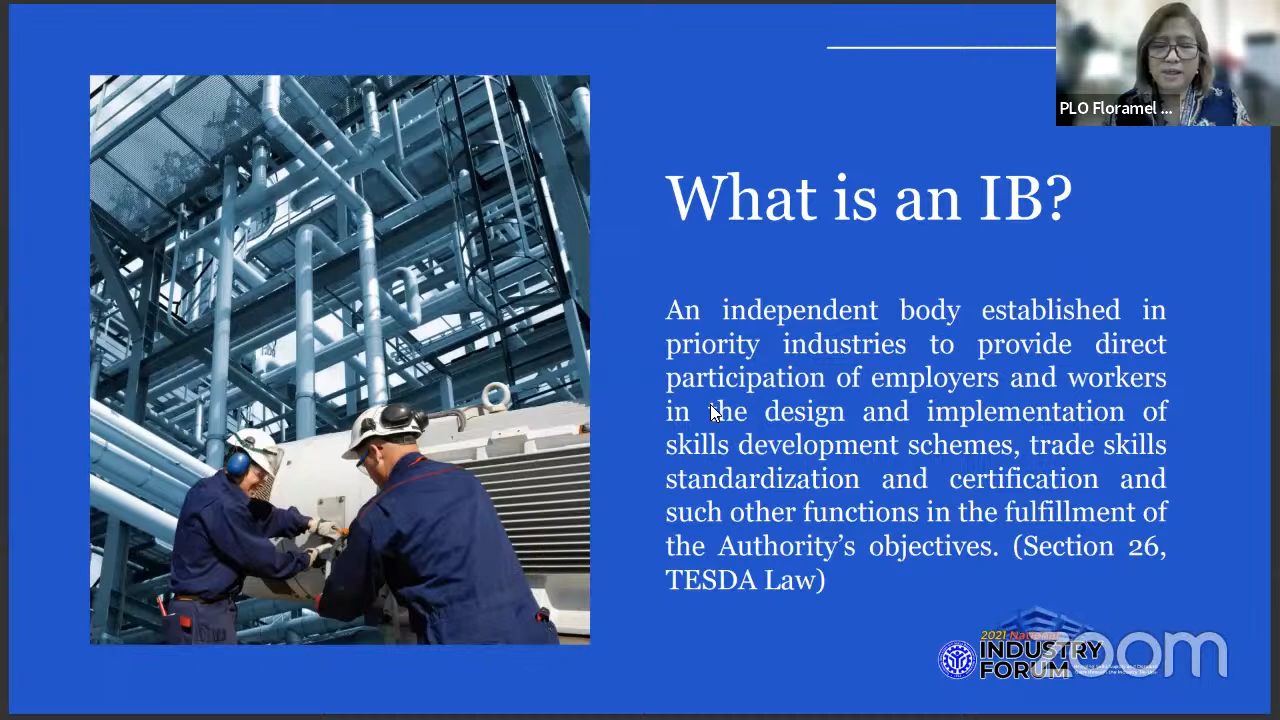 PLO Floramel ...
What is an IB?
An independent body established in
priority industries to provide direct
participation of employers and workers
in the design and implementation of
skills development schemes, trade skills
standardization and certification and
such other functions in the fulfillment of
the Authority’s objectives. (Section 26,
TESDA Law)
2021 National
INDUSTRY
FORUM
zoom